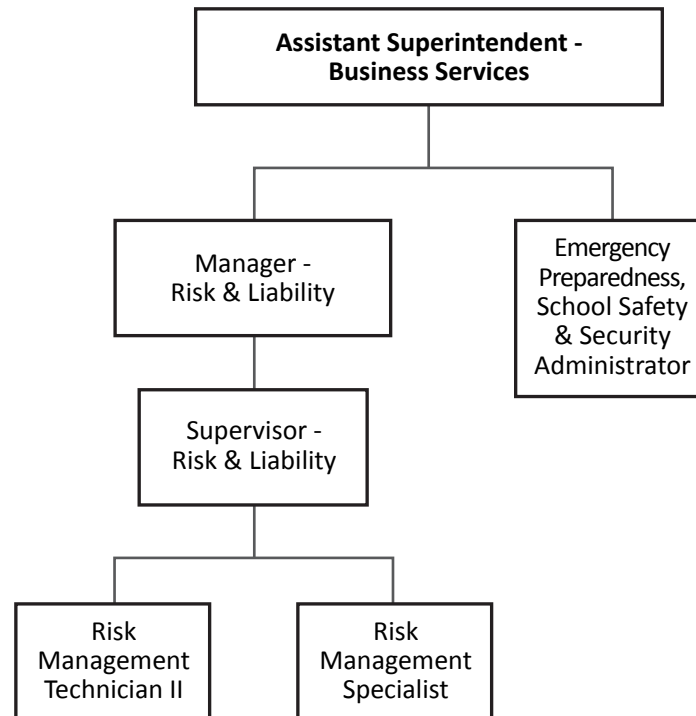 Assistant Superintendent -
Business Services
Manager -
Risk & Liability
Emergency
Preparedness,
School Safety
& Security
Administrator
Supervisor -
Risk & Liability
Risk
Management
Technician II
Risk
Management
Specialist